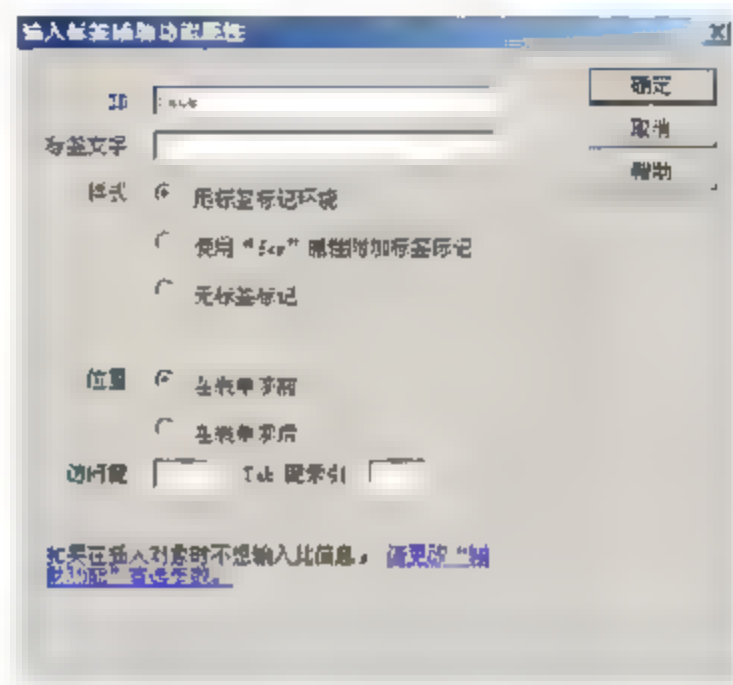 输入标签辅助功能属性
ID
确定
标签文字
取消
帮助
样式 用标签标记环绕
使用“for”属性附加标签标记
无标签标记
位置 在表单项前
在表单项后
访问键 Tab 键索引
如果在插入对象时不想输入此信息，请更改“辅
助功能”首选参数。